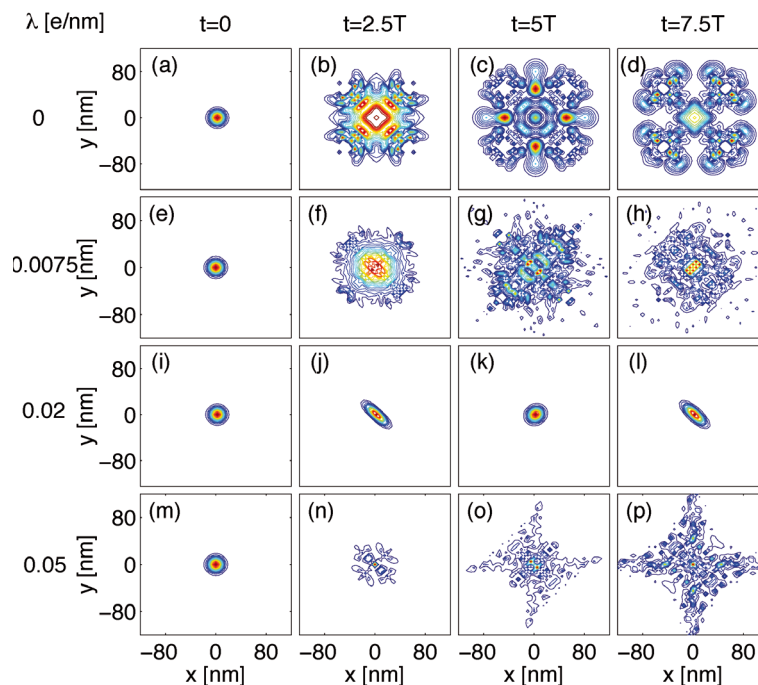 λ [e/nm] t=0 t=2.5T t=5T t=7.5T
(a) (b) (c) (d)
80
0 y [nm] 0
−80
(e) (f) (g) (h)
80
0.0075 y [nm] 0
−80
(i) (j) (k) (l)
80
0.02 y [nm] 0
−80
(m) (n) (o) (p)
80
0.05 y [nm] 0
−80
−80 0 80 −80 0 80 −80 0 80 −80 0 80
x [nm] x [nm] x [nm] x [nm]